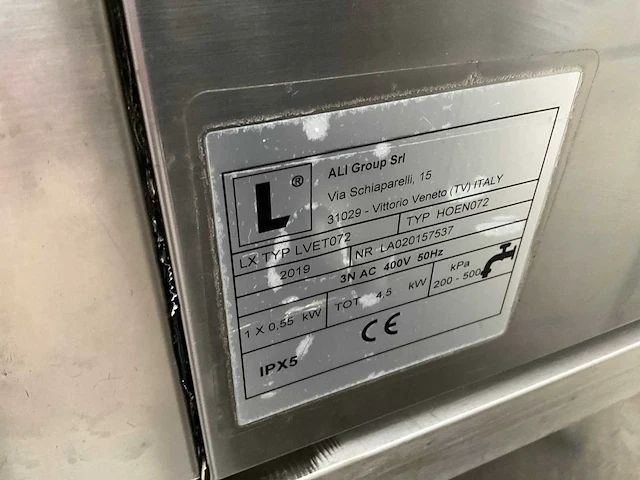 L®
ALI Group Srl
Via Schiaparelli, 15
31029 - Vittorio Veneto (TV) ITALY
LX TYP LVET072 TYP HOEN072
2019 NR LA020157537
3N AC 400V 50Hz
1 X 0,55 kW TOT 4,5 kW kPa
200 - 500
IPX5 CE